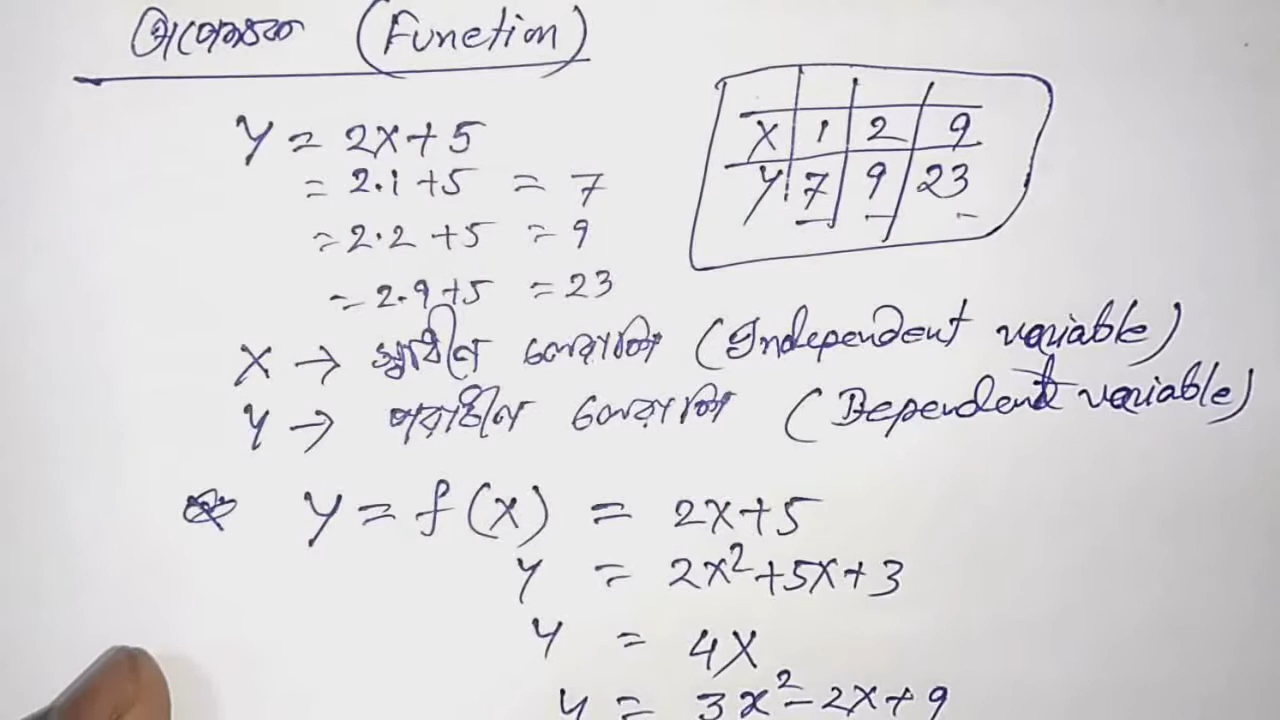 অপেক্ষক (Function)
Y = 2X+5
= 2.1+5 = 7
= 2.2+5 = 9
= 2.9+5 = 23
X 1 2 9
Y 7 9 23
X → স্বাধীন চলরাশি (Independent variable)
Y → পরাধীন চলরাশি (Dependent variable)
Y = f(X) = 2X+5
Y = 2X²+5X+3
Y = 4X
Y = 3x²-2X+9